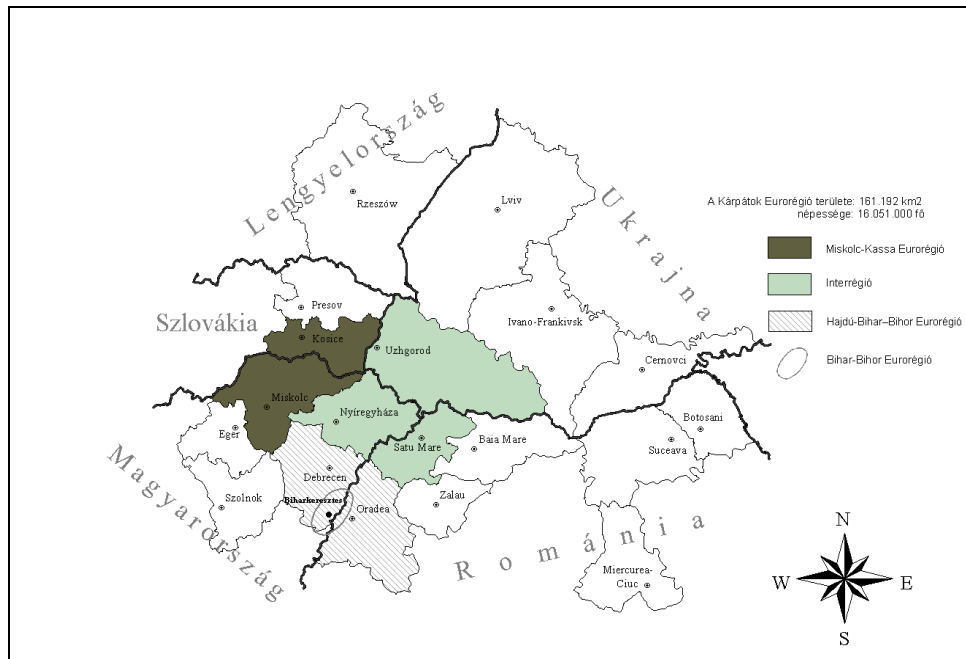 Lengyelország
Rzeszów
Lviv
Ukrajna
A Kárpátok Eurorégió területe: 161.192 km2
népessége: 16.051.000 fő
Miskolc-Kassa Eurorégió
Interrégió
Hajdú-Bihar–Bihor Eurorégió
Bihar-Bihor Eurorégió
Presov
Szlovákia
Kosice
Uzhgorod
Ivano-Frankivsk
Cernovci
Miskolc
Nyíregyháza
Eger
Satu Mare
Baia Mare
Botosani
Suceava
Magyarország
Debrecen
Szolnok
Biharkeresztes
Oradea
Zalau
Románia
Miercurea-
Ciuc
N
W
E
S